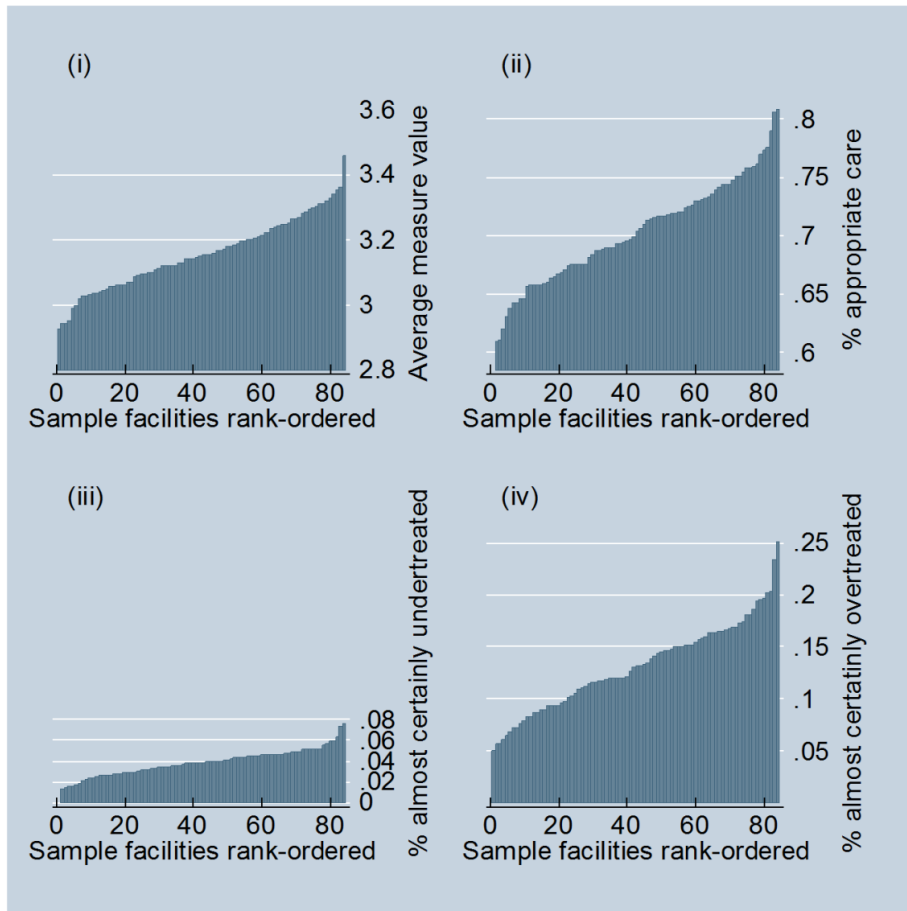 (i)
3.6
3.4
3.2
3
2.8
Average measure value
0 20 40 60 80
Sample facilities rank-ordered
(ii)
.8
.75
.7
.65
.6
% appropriate care
0 20 40 60 80
Sample facilities rank-ordered
(iii)
.08
.06
.04
.02
0
% almost certainly undertreated
0 20 40 60 80
Sample facilities rank-ordered
(iv)
.25
.2
.15
.1
.05
% almost certatinly overtreated
0 20 40 60 80
Sample facilities rank-ordered